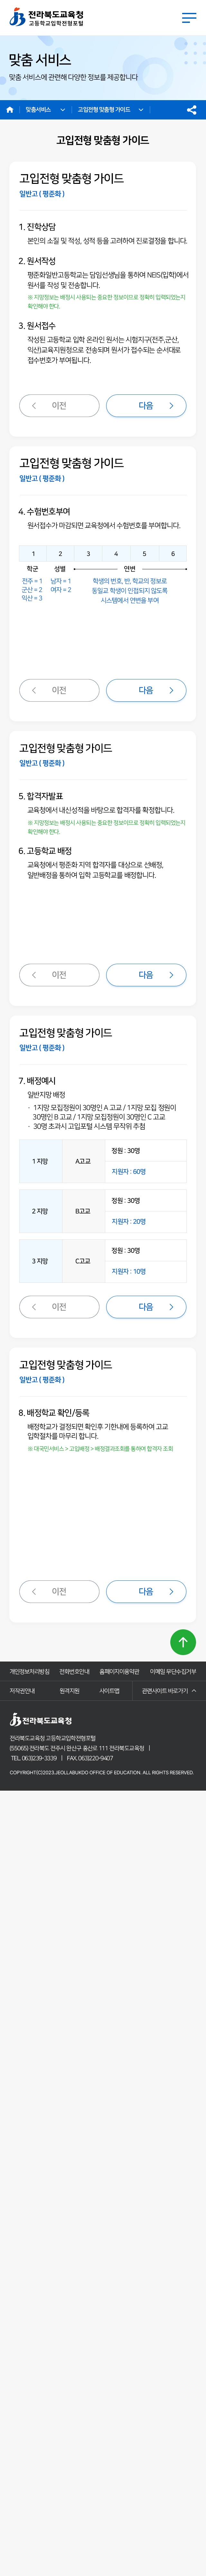 전라북도교육청
고등학교입학전형포털
맞춤 서비스
맞춤 서비스에 관련해 다양한 정보를 제공합니다
맞춤서비스
고입전형 맞춤형 가이드
고입전형 맞춤형 가이드
고입전형 맞춤형 가이드
일반고 ( 평준화 )
1. 진학상담
본인의 소질 및 적성, 성적 등을 고려하여 진로결정을 합니다.
2. 원서작성
평준화일반고등학교는 담임선생님을 통하여 NEIS(입학)에서
원서를 작성 및 전송합니다.
※ 지망정보는 배정시 사용되는 중요한 정보이므로 정확히 입력되었는지
확인해야 한다.
3. 원서접수
작성된 고등학교 입학 온라인 원서는 시험지구(전주,군산,
익산)교육지원청으로 전송되며 원서가 접수되는 순서대로
접수번호가 부여됩니다.
이전
다음
고입전형 맞춤형 가이드
일반고 ( 평준화 )
4. 수험번호부여
원서접수가 마감되면 교육청에서 수험번호를 부여합니다.
1 2 3 4 5 6
학군 성별 연번
전주 = 1
군산 = 2
익산 = 3
남자 = 1
여자 = 2
학생의 번호, 반, 학교의 정보로
동일교 학생이 인접되지 않도록
시스템에서 연번을 부여
이전
다음
고입전형 맞춤형 가이드
일반고 ( 평준화 )
5. 합격자발표
교육청에서 내신성적을 바탕으로 합격자를 확정합니다.
※ 지망정보는 배정시 사용되는 중요한 정보이므로 정확히 입력되었는지
확인해야 한다.
6. 고등학교 배정
교육청에서 평준화 지역 합격자를 대상으로 선배정,
일반배정을 통하여 입학 고등학교를 배정합니다.
이전
다음
고입전형 맞춤형 가이드
일반고 ( 평준화 )
7. 배정예시
일반지망 배정
· 1지망 모집정원이 30명인 A 고교 / 1지망 모집 정원이
30명인 B 고교 / 1지망 모집정원이 30명인 C 고교
· 30명 초과시 고입포털 시스템 무작위 추첨
1 지망 A고교 정원 : 30명
지원자 : 60명
2 지망 B고교 정원 : 30명
지원자 : 20명
3 지망 C고교 정원 : 30명
지원자 : 10명
이전
다음
고입전형 맞춤형 가이드
일반고 ( 평준화 )
8. 배정학교 확인/등록
배정학교가 결정되면 확인후 기한내에 등록하여 고교
입학절차를 마무리 합니다.
※ 대국민서비스 > 고입배정 > 배정결과조회를 통하여 합격자 조회
이전
다음
개인정보처리방침 전화번호안내 홈페이지이용약관 이메일 무단수집거부
저작권안내 원격지원 사이트맵 관련사이트 바로가기
전라북도교육청
전라북도교육청 고등학교입학전형포털
(55065) 전라북도 전주시 완산구 홍산로 111 전라북도교육청 |
TEL. 063)239-3339 | FAX. 063)220-9407
COPYRIGHT(C)2023.JEOLLABUKDO OFFICE OF EDUCATION. ALL RIGHTS RESERVED.